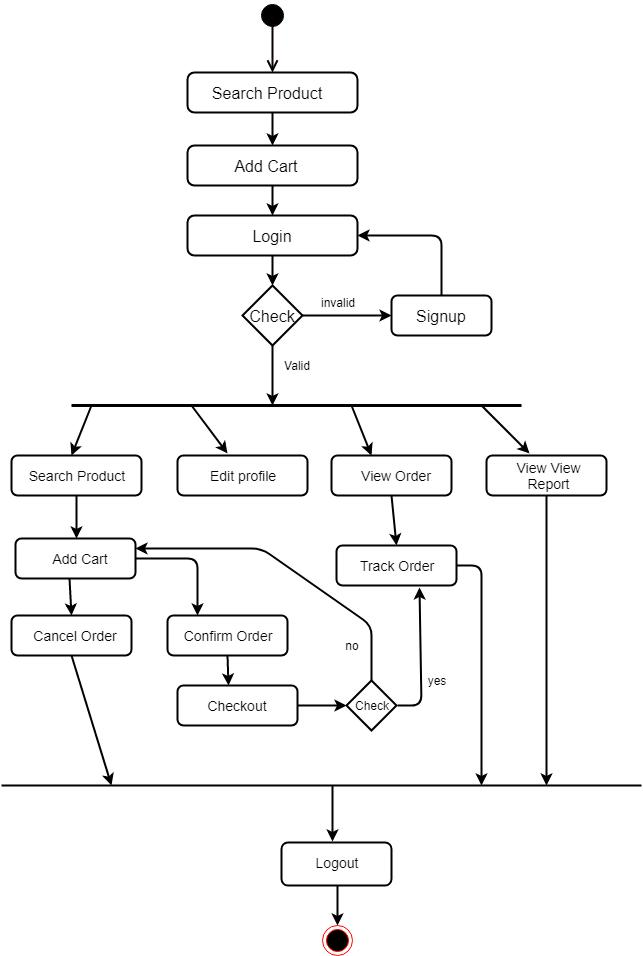 Search Product
Add Cart
Login
Check
invalid
Signup
Valid
Search Product
Edit profile
View Order
View View
Report
Add Cart
Track Order
Cancel Order
Confirm Order
no
yes
Checkout
Check
Logout